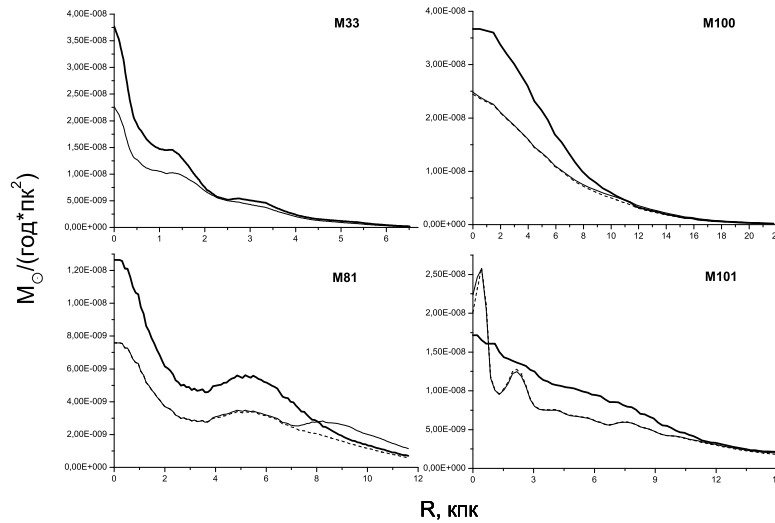 M33
4,00E-008
3,50E-008
3,00E-008
2,50E-008
2,00E-008
1,50E-008
1,00E-008
5,00E-009
0,00E+000
0 1 2 3 4 5 6
M100
4,00E-008
3,00E-008
2,00E-008
1,00E-008
0,00E+000
0 2 4 6 8 10 12 14 16 18 20 22
M81
1,20E-008
1,00E-008
8,00E-009
6,00E-009
4,00E-009
2,00E-009
0,00E+000
0 2 4 6 8 10 12
M101
2,50E-008
2,00E-008
1,50E-008
1,00E-008
5,00E-009
0,00E+000
0 3 6 9 12 15
M⊙/(год*пк²)
R, кпк